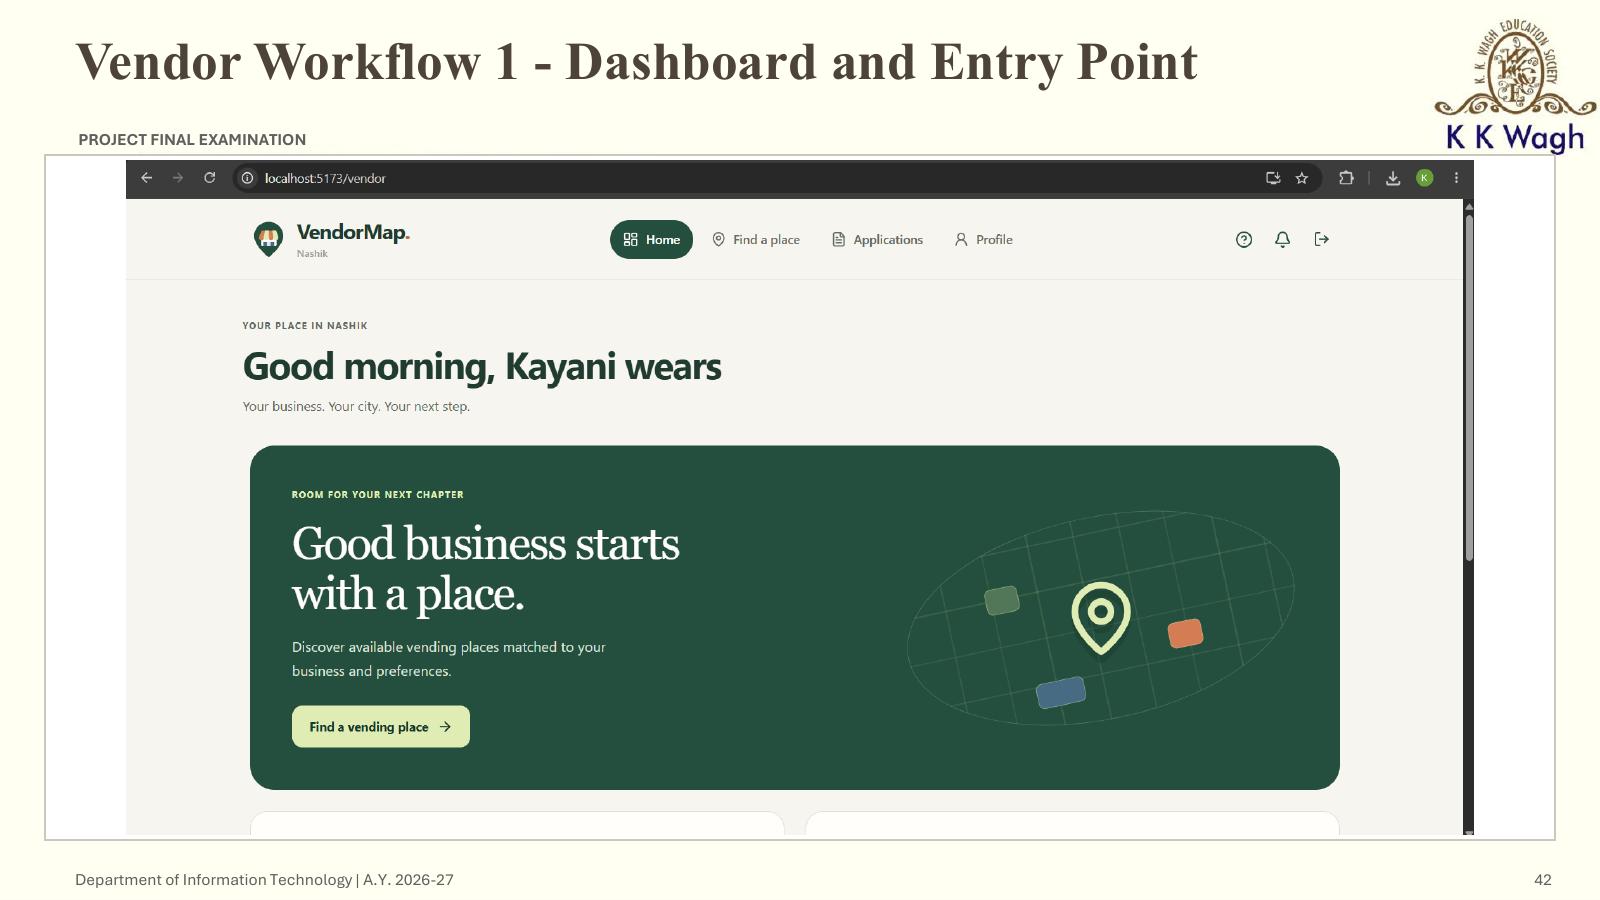 Vendor Workflow 1 - Dashboard and Entry Point
K. K. WAGH EDUCATION SOCIETY
K K Wagh
PROJECT FINAL EXAMINATION
localhost:5173/vendor
K
VendorMap.
Nashik
Home
Find a place
Applications
Profile
YOUR PLACE IN NASHIK
Good morning, Kayani wears
Your business. Your city. Your next step.
ROOM FOR YOUR NEXT CHAPTER
Good business starts
with a place.
Discover available vending places matched to your
business and preferences.
Find a vending place
Department of Information Technology | A.Y. 2026-27
42